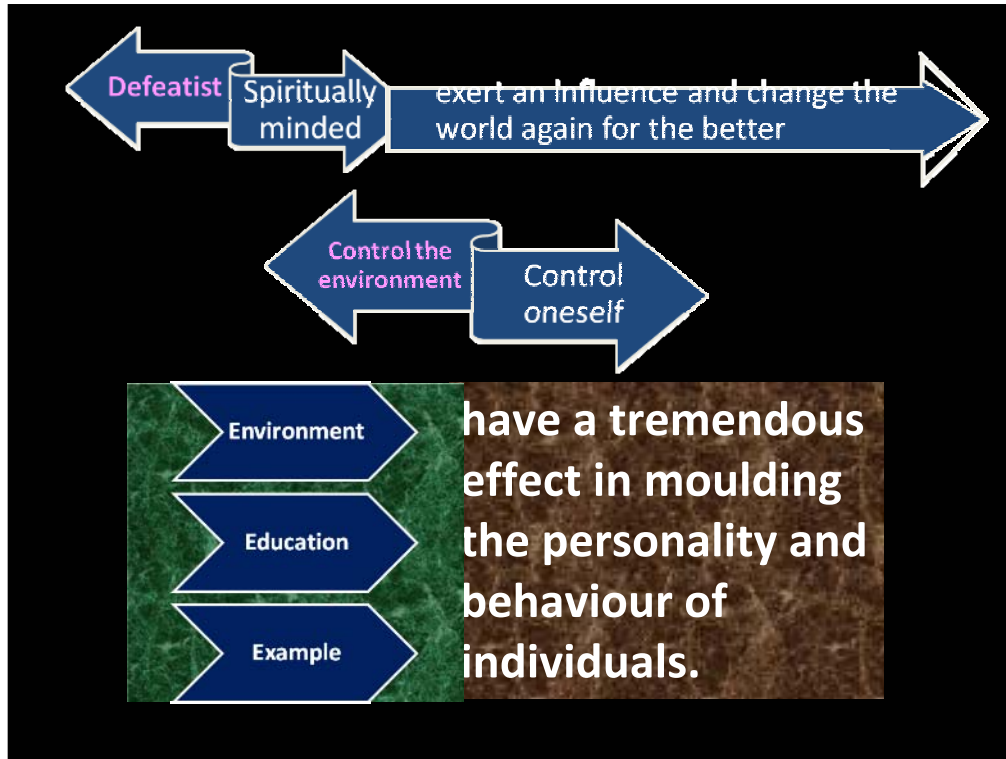 Defeatist
Spiritually
minded
exert an Influence and change the
world again for the better
Control the
environment
Control
oneself
Environment
Education
Example
have a tremendous
effect in moulding
the personality and
behaviour of
individuals.